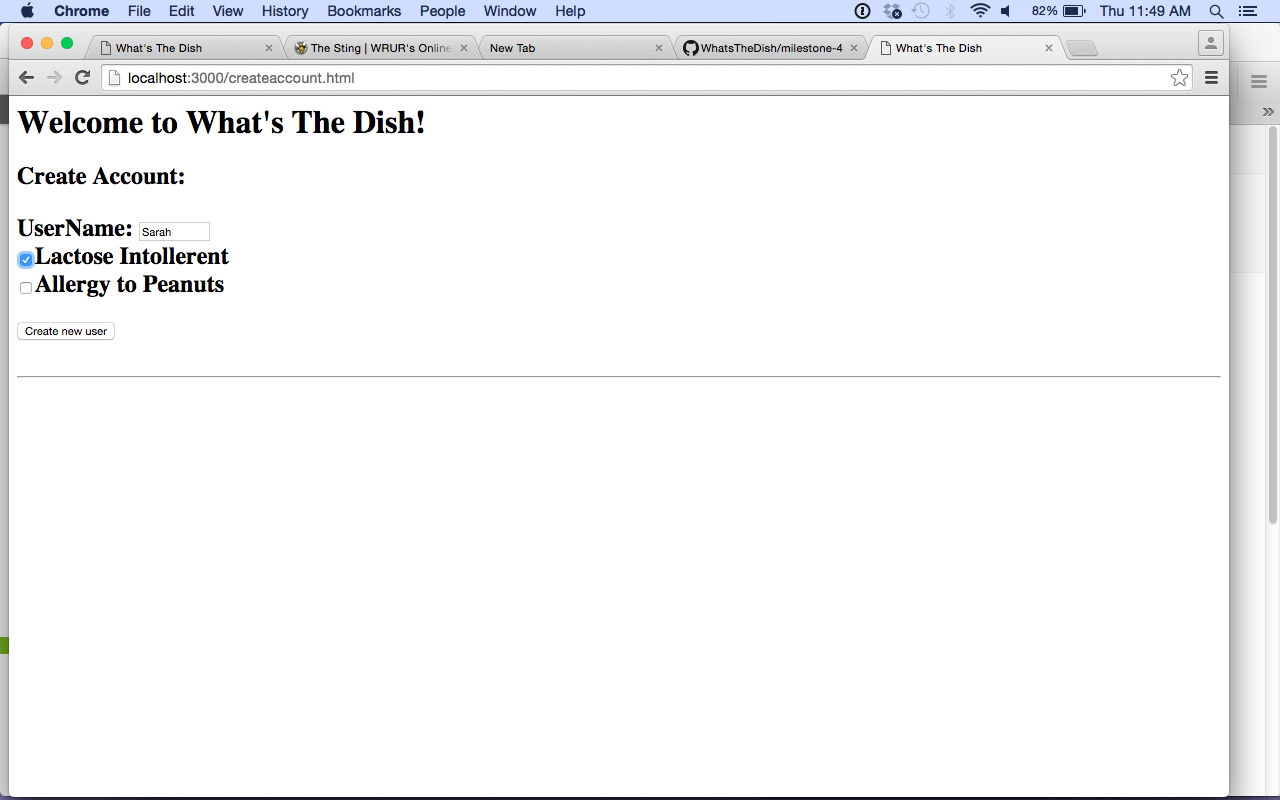 Chrome File Edit View History Bookmarks People Window Help 82% Thu 11:49 AM
What's The Dish The Sting | WRUR's Online New Tab WhatsTheDish/milestone-4 What's The Dish
localhost:3000/createaccount.html
Welcome to What's The Dish!
Create Account:
UserName: Sarah
Lactose Intollerent
Allergy to Peanuts
Create new user